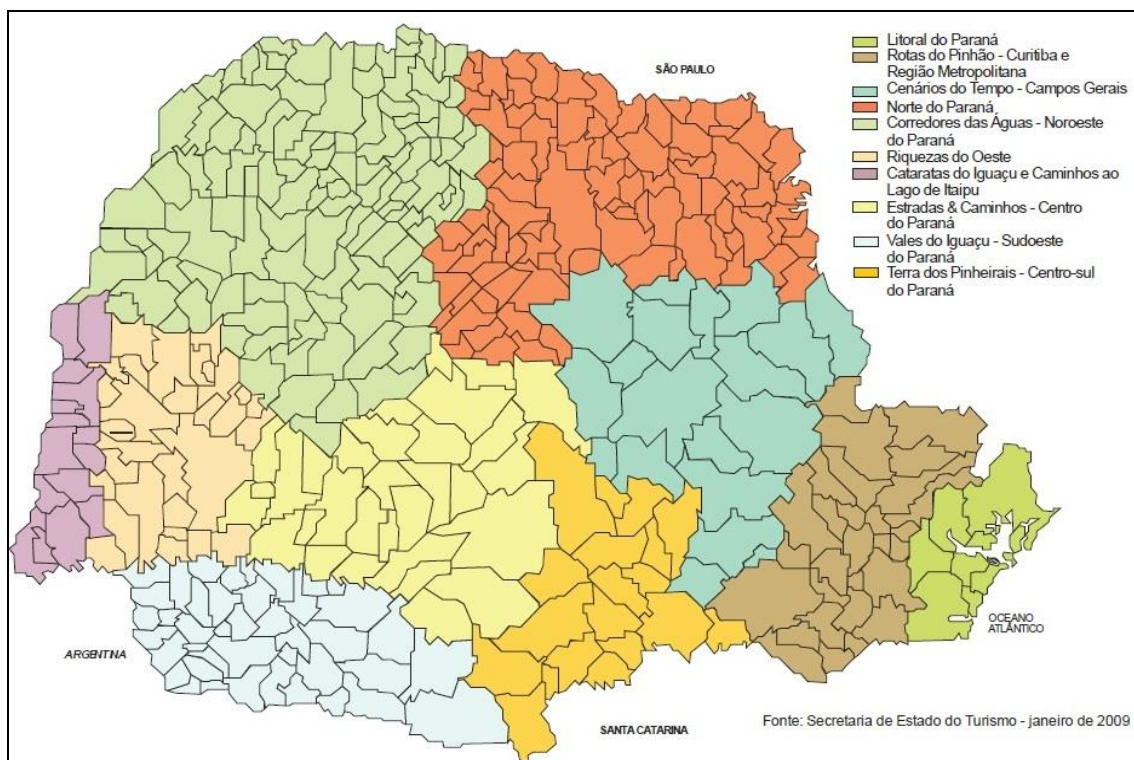 SÃO PAULO
Litoral do Paraná
Rotas do Pinhão - Curitiba e
Região Metropolitana
Cenários do Tempo - Campos Gerais
Norte do Paraná
Corredores das Águas - Noroeste
do Paraná
Riquezas do Oeste
Cataratas do Iguaçu e Caminhos ao
Lago de Itaipu
Estradas & Caminhos - Centro
do Paraná
Vales do Iguaçu - Sudoeste
do Paraná
Terra dos Pinheirais - Centro-sul
do Paraná
OCEANO
ATLÂNTICO
ARGENTINA
SANTA CATARINA
Fonte: Secretaria de Estado do Turismo - janeiro de 2009